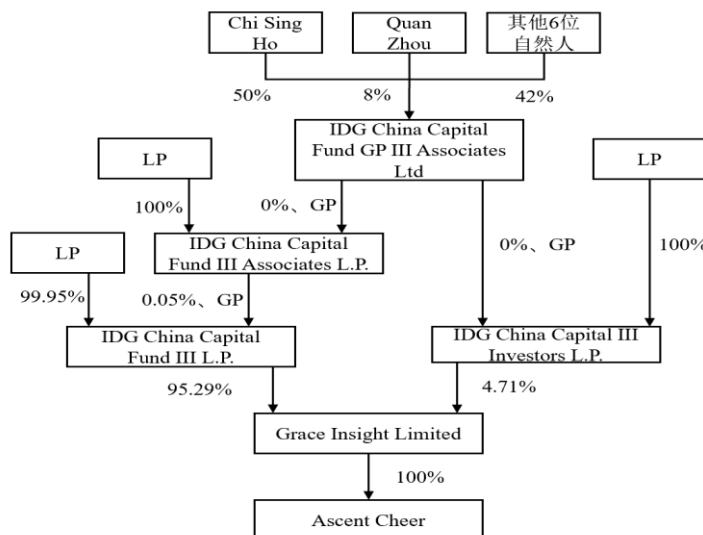 Chi Sing
Ho
Quan
Zhou
其他6位
自然人
50%
8%
42%
IDG China Capital
Fund GP III Associates
Ltd
LP
LP
100%
0%、GP
IDG China Capital
Fund III Associates L.P.
0%、GP
100%
LP
99.95%
0.05%、GP
IDG China Capital
Fund III L.P.
IDG China Capital III
Investors L.P.
95.29%
4.71%
Grace Insight Limited
100%
Ascent Cheer